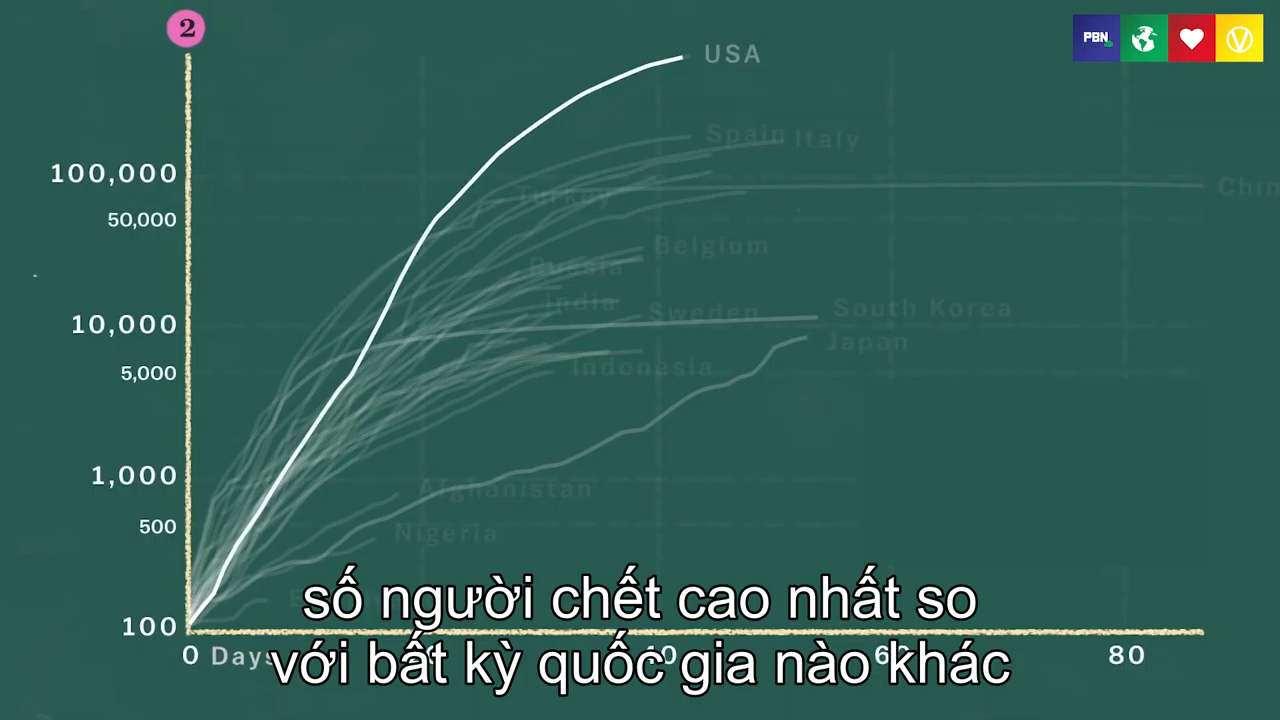 2
PBN
USA
Spain Italy
100,000
Turkey
Chin
50,000
Belgium
Russia
India
South Korea
Sweden
10,000
Japan
5,000
Indonesia
1,000
Afghanistan
500
Nigeria
100
số người chết cao nhất so
với bất kỳ quốc gia nào khác
0 Days
60
80